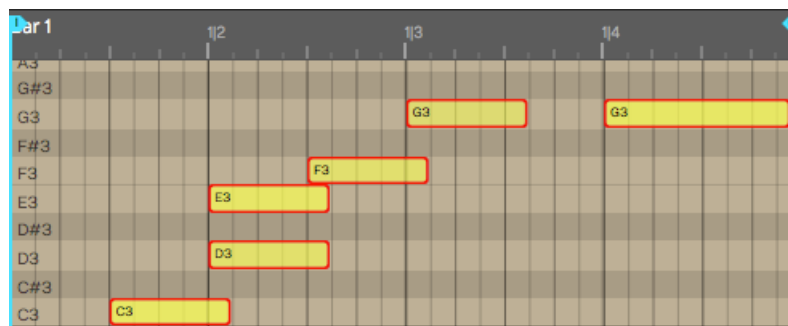 Bar 1 1|2 1|3 1|4
A3
G#3
G3 G3 G3
F#3
F3 F3
E3 E3
D#3
D3 D3
C#3
C3 C3